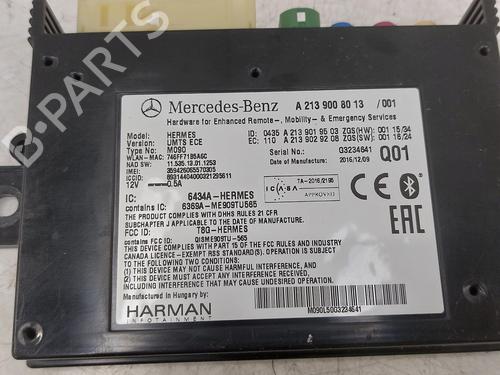 B-PARTS
Mercedes-Benz A 213 900 80 13 /001
Hardware for Enhanced Remote-, Mobility- & Emergency Services
Model: HERMES ID: 0435 A 213 901 95 03 ZGS(HW): 001 15/34
Version: UMTS ECE EC: 110 A 213 902 92 08 ZGS(SW): 001 16/44
Type No: M090
WLAN-MAC: 746FF71B5A6C Serial No.: G3234641
NAC SW: 11.535.13.01.1253 Date of Manufacture: 2016/12/09 Q01
IMEI: 359426065570305
ICCID: 89314404000321293611
12V 0.5A
IC: 6434A-HERMES
contains IC: 6369A-ME909TU565
TA-2016/2195
ICASA
APPROVED
THE PRODUCT COMPLIES WITH DHHS RULES 21 CFR
SUBCHAPTER J APPLICABLE TO THE DATE OF MANUFACTURE.
FCC ID: T8G-HERMES
contains FCC ID: QISME909TU-565
THIS DEVICE COMPLIES WITH PART 15 OF THE FCC RULES AND INDUSTRY
CANADA LICENCE-EXEMPT RSS STANDARD(S). OPERATION IS
SUBJECT TO THE FOLLOWING TWO CONDITIONS:
(1) THIS DEVICE MAY NOT CAUSE HARMFUL INTERFERENCE, AND
(2) THIS DEVICE MUST ACCEPT ANY INTERFERENCE RECEIVED,
INCLUDING INTERFERENCE THAT MAY CAUSE UNDESIRED OPERATION.
CE
EAC
Manufactured in Hungary by:
HARMAN
INFOTAINMENT
M090L50G3234641